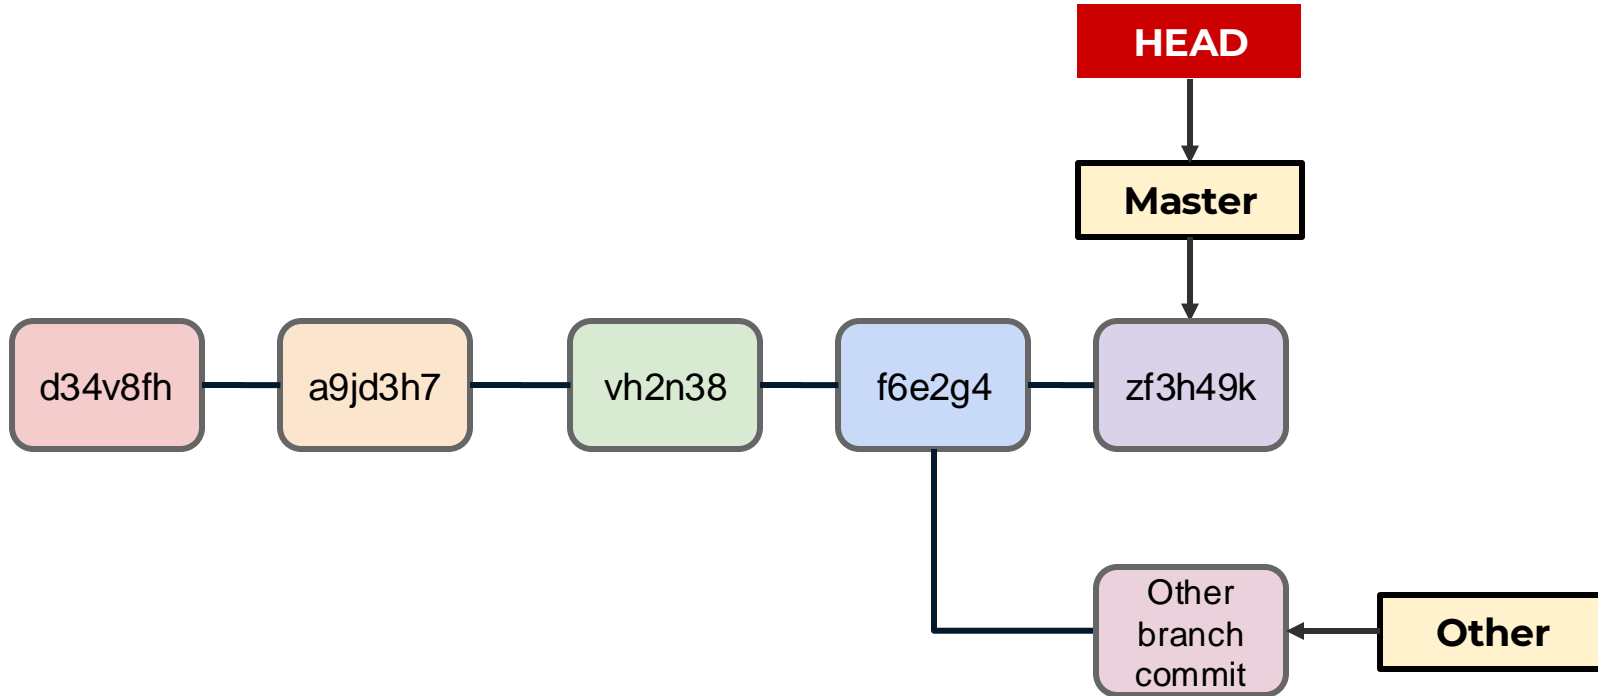 HEAD
Master
d34v8fh
a9jd3h7
vh2n38
f6e2g4
zf3h49k
Other
branch
commit
Other